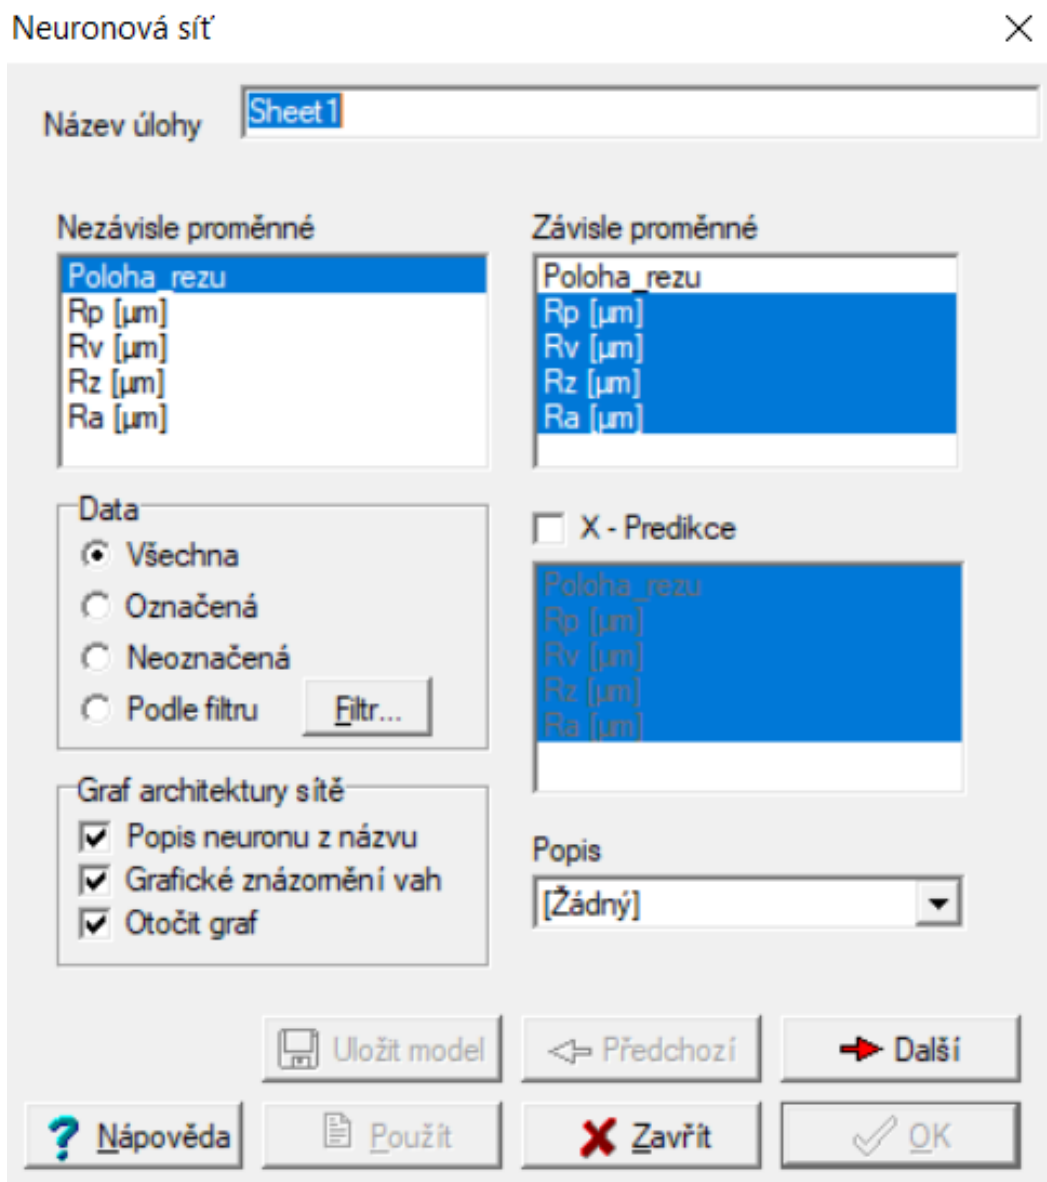 Neuronová síť
Název úlohy
Sheet1
Nezávisle proměnné
Poloha_rezu
Rp [µm]
Rv [µm]
Rz [µm]
Ra [µm]
Závisle proměnné
Poloha_rezu
Rp [µm]
Rv [µm]
Rz [µm]
Ra [µm]
Data
Všechna
Označená
Neoznačená
Podle filtru
Filtr...
X - Predikce
Poloha_rezu
Rp [µm]
Rv [µm]
Rz [µm]
Ra [µm]
Graf architektury sítě
Popis neuronu z názvu
Grafické znázornění vah
Otočit graf
Popis
[Žádný]
Uložit model
Předchozí
Další
Nápověda
Použít
Zavřít
OK